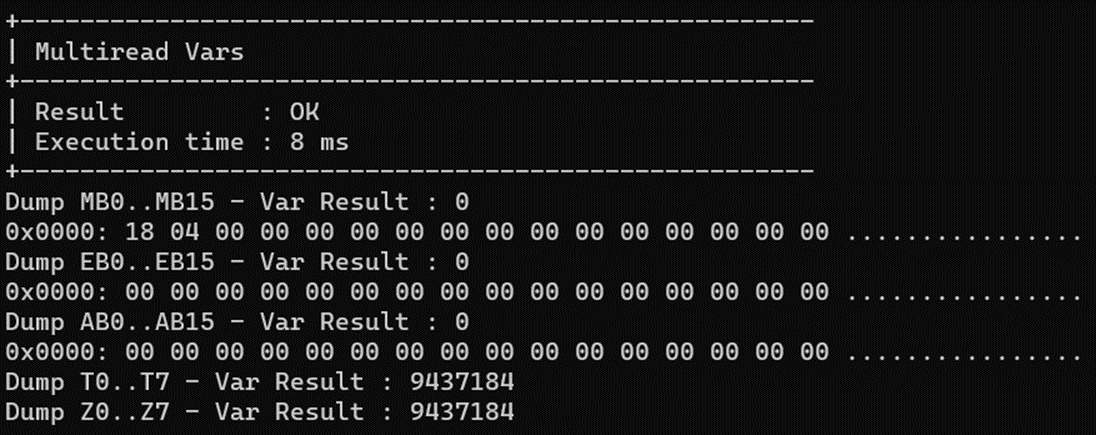 +-----------------------------------------------------
| Multiread Vars
+-----------------------------------------------------
| Result         : OK
| Execution time : 8 ms
+-----------------------------------------------------
Dump MB0..MB15 - Var Result : 0
0x0000: 18 04 00 00 00 00 00 00 00 00 00 00 00 00 00 00 ................
Dump EB0..EB15 - Var Result : 0
0x0000: 00 00 00 00 00 00 00 00 00 00 00 00 00 00 00 00 ................
Dump AB0..AB15 - Var Result : 0
0x0000: 00 00 00 00 00 00 00 00 00 00 00 00 00 00 00 00 ................
Dump T0..T7 - Var Result : 9437184
Dump Z0..Z7 - Var Result : 9437184